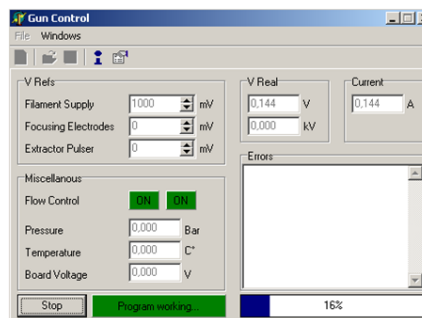 Gun Control
File Windows
V Refs
Filament Supply 1000 mV
Focusing Electrodes 0 mV
Extractor Pulser 0 mV
V Real
0,144 V
0,000 kV
Current
0,144 A
Errors
Miscellanous
Flow Control ON ON
Pressure 0,000 Bar
Temperature 0,000 C*
Board Voltage 0,000 V
Stop Program working... 16%